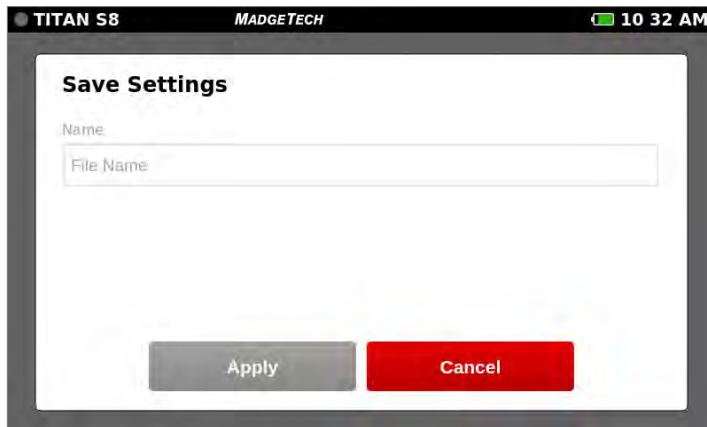 TITAN S8 MADGETECH 10 32 AM
Save Settings
Name
File Name
Apply Cancel